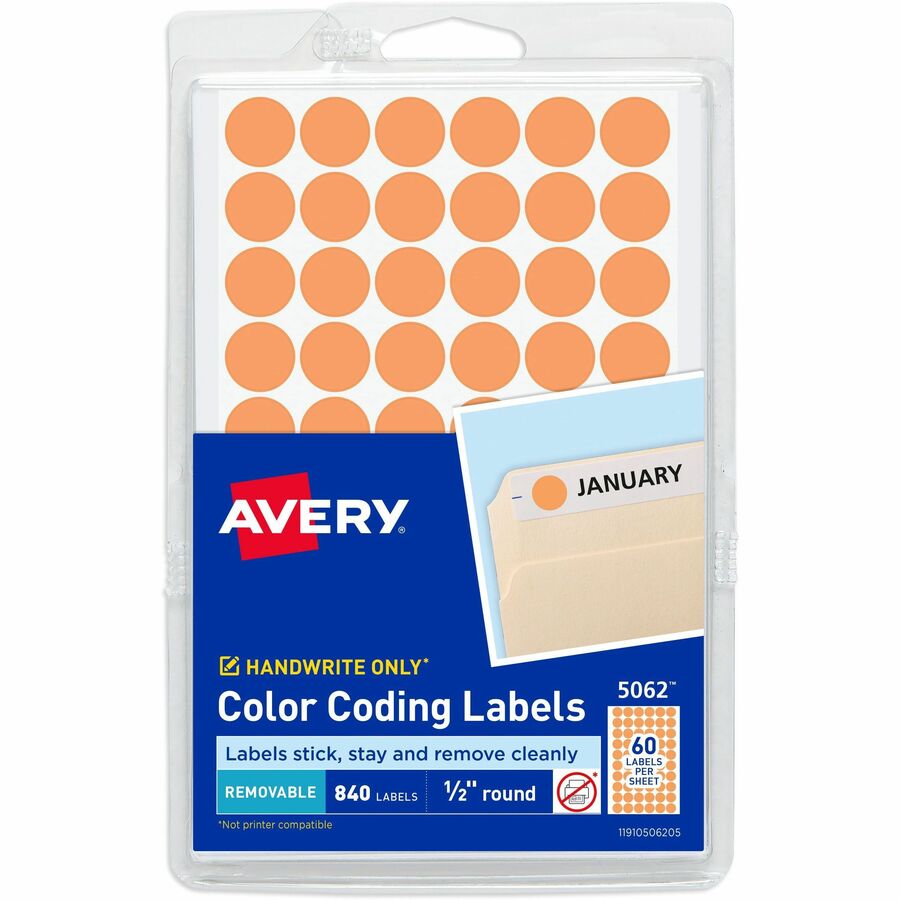 JANUARY
AVERY®
HANDWRITE ONLY*
Color Coding Labels
5062™
60
LABELS
PER
SHEET
Labels stick, stay and remove cleanly
REMOVABLE 840 LABELS 1/2" round *
*Not printer compatible
11910506205